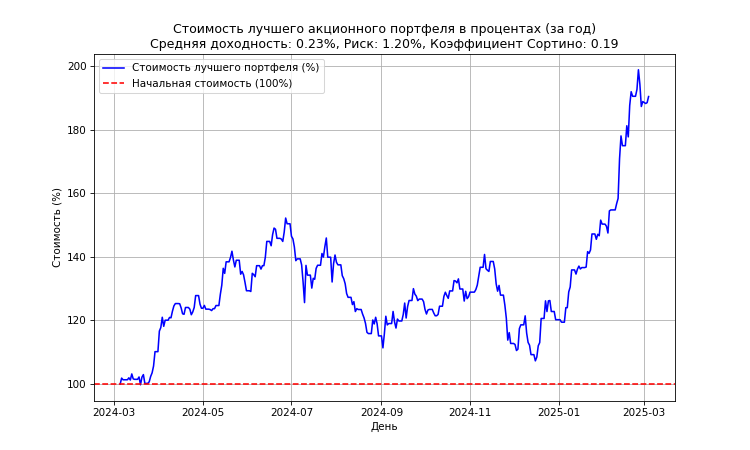 Стоимость лучшего акционного портфеля в процентах (за год)
Средняя доходность: 0.23%, Риск: 1.20%, Коэффициент Сортино: 0.19
Стоимость лучшего портфеля (%)
Начальная стоимость (100%)
Стоимость (%)
200
180
160
140
120
100
2024-03
2024-05
2024-07
2024-09
2024-11
2025-01
2025-03
День